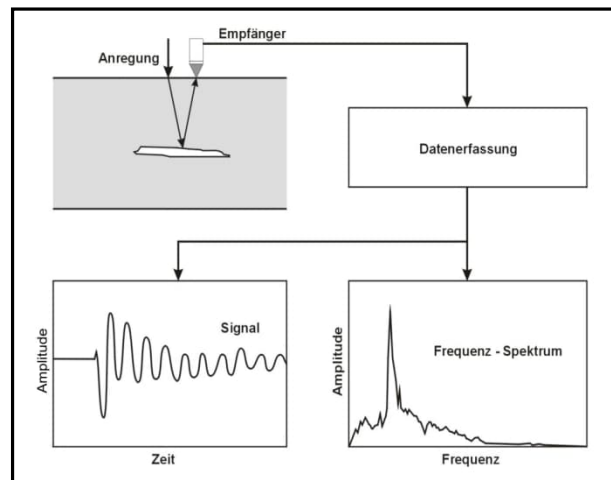 Empfänger
Anregung
Datenerfassung
Amplitude
Signal
Zeit
Amplitude
Frequenz - Spektrum
Frequenz